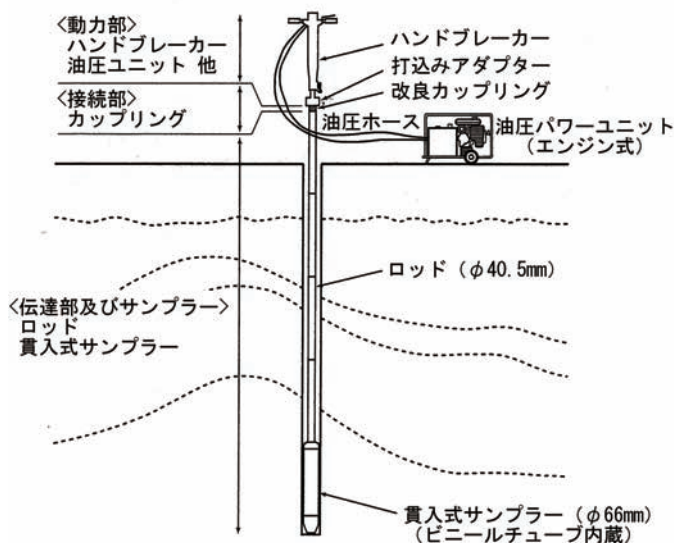 〈動力部〉
ハンドブレーカー
油圧ユニット 他
〈接続部〉
カップリング
ハンドブレーカー
打込みアダプター
改良カップリング
油圧ホース
油圧パワーユニット
(エンジン式)
ロッド(φ40.5mm)
〈伝達部及びサンプラー〉
ロッド
貫入式サンプラー
貫入式サンプラー(φ66mm)
(ビニールチューブ内蔵)